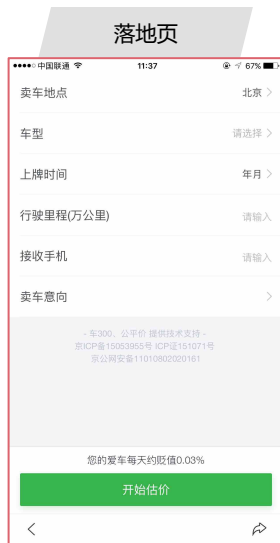 落地页
中国联通 11:37 67%
卖车地点 北京
车型 请选择
上牌时间 年月
行驶里程(万公里) 请输入
接收手机 请输入
卖车意向
- 车300、公平价 提供技术支持 -
京ICP备15053955号 ICP证151071号
京公网安备11010802020161
您的爱车每天约贬值0.03%
开始估价